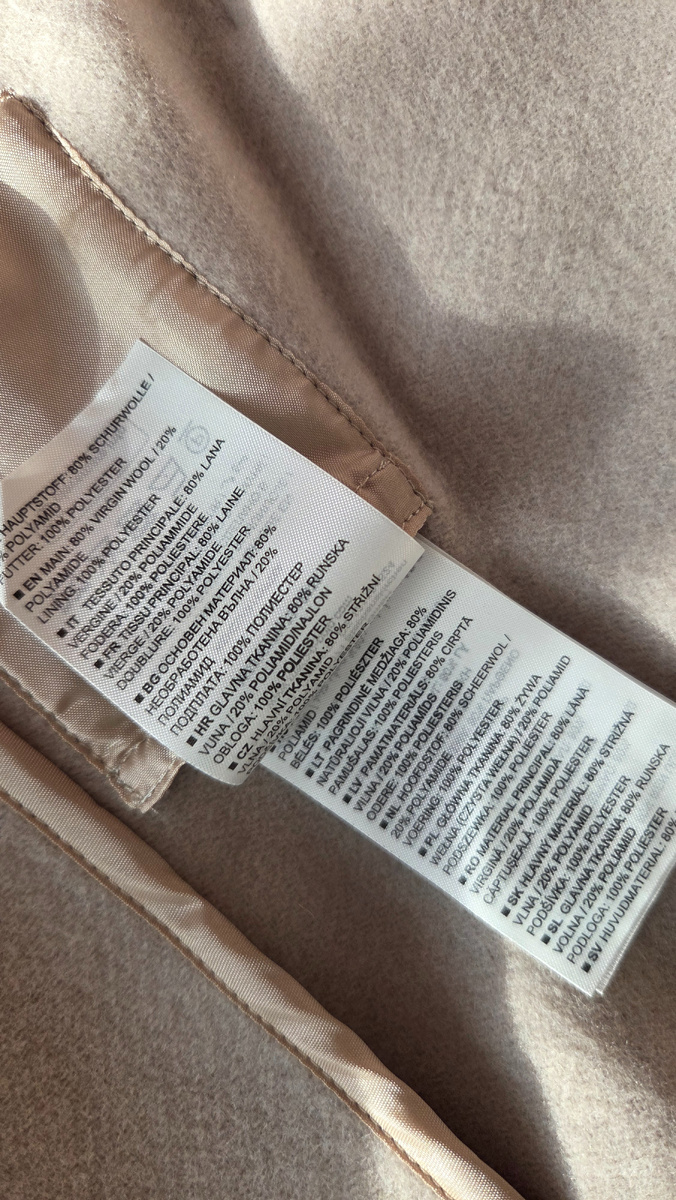 HAUPTSTOFF: 80% SCHURWOLLE /
% POLYAMID
FUTTER: 100% POLYESTER
■ EN MAIN: 80% VIRGIN WOOL / 20%
POLYAMIDE
LINING: 100% POLYESTER
■ IT TESSUTO PRINCIPALE: 80% LANA
VERGINE / 20% POLIAMMIDE
FODERA: 100% POLIESTERE
■ FR TISSU PRINCIPAL: 80% LAINE
VIERGE / 20% POLYAMIDE
DOUBLURE: 100% POLYESTER
■ BG ОСНОВЕН МАТЕРИАЛ: 80%
НЕОБРАБОТЕНА ВЪЛНА / 20%
ПОЛИАМИД
ПОДПЛАТА: 100% ПОЛИЕСТЕР
■ HR GLAVNA TKANINA: 80% RUNSKA
VUNA / 20% POLIAMID/NAJLON
OBLOGA: 100% POLIESTER
■ CZ HLAVNÍ TKANINA: 80% STŘIŽNÍ
VLNA / 20% POLYAMID
POLIAMID
BÉLÉS: 100% POLIÉSZTER
■ LT PAGRINDINĖ MEDŽIAGA: 80%
NATŪRALIOJI VILNA / 20% POLIAMIDINIS
PAMUŠALAS: 100% POLIESTERIS
■ LV PAMATMATERIĀLS: 80% CIRPTĀ
VILNA / 20% POLIAMĪDS
ODERE: 100% POLIESTERIS
■ NL HOOFDSTOF: 80% SCHEERWOL /
20% POLYAMIDE
VOERING: 100% POLYESTER
■ PL GŁÓWNA TKANINA: 80% ŻYWA
WEŁNA (CZYSTA WEŁNA) / 20% POLIAMID
PODSZEWKA: 100% POLIESTER
■ RO MATERIAL PRINCIPAL: 80% LANĂ
VIRGINĂ / 20% POLIAMIDĂ
CĂPTUȘEALĂ: 100% POLIESTER
■ SK HLAVNÝ MATERIÁL: 80% STRIŽNÁ
VLNA / 20% POLYAMID
PODŠÍVKA: 100% POLYESTER
■ SL GLAVNA TKANINA: 80% RUNSKA
VOLNA / 20% POLIAMID
PODLOGA: 100% POLIESTER
■ SV HUVUDMATERIAL: 80%